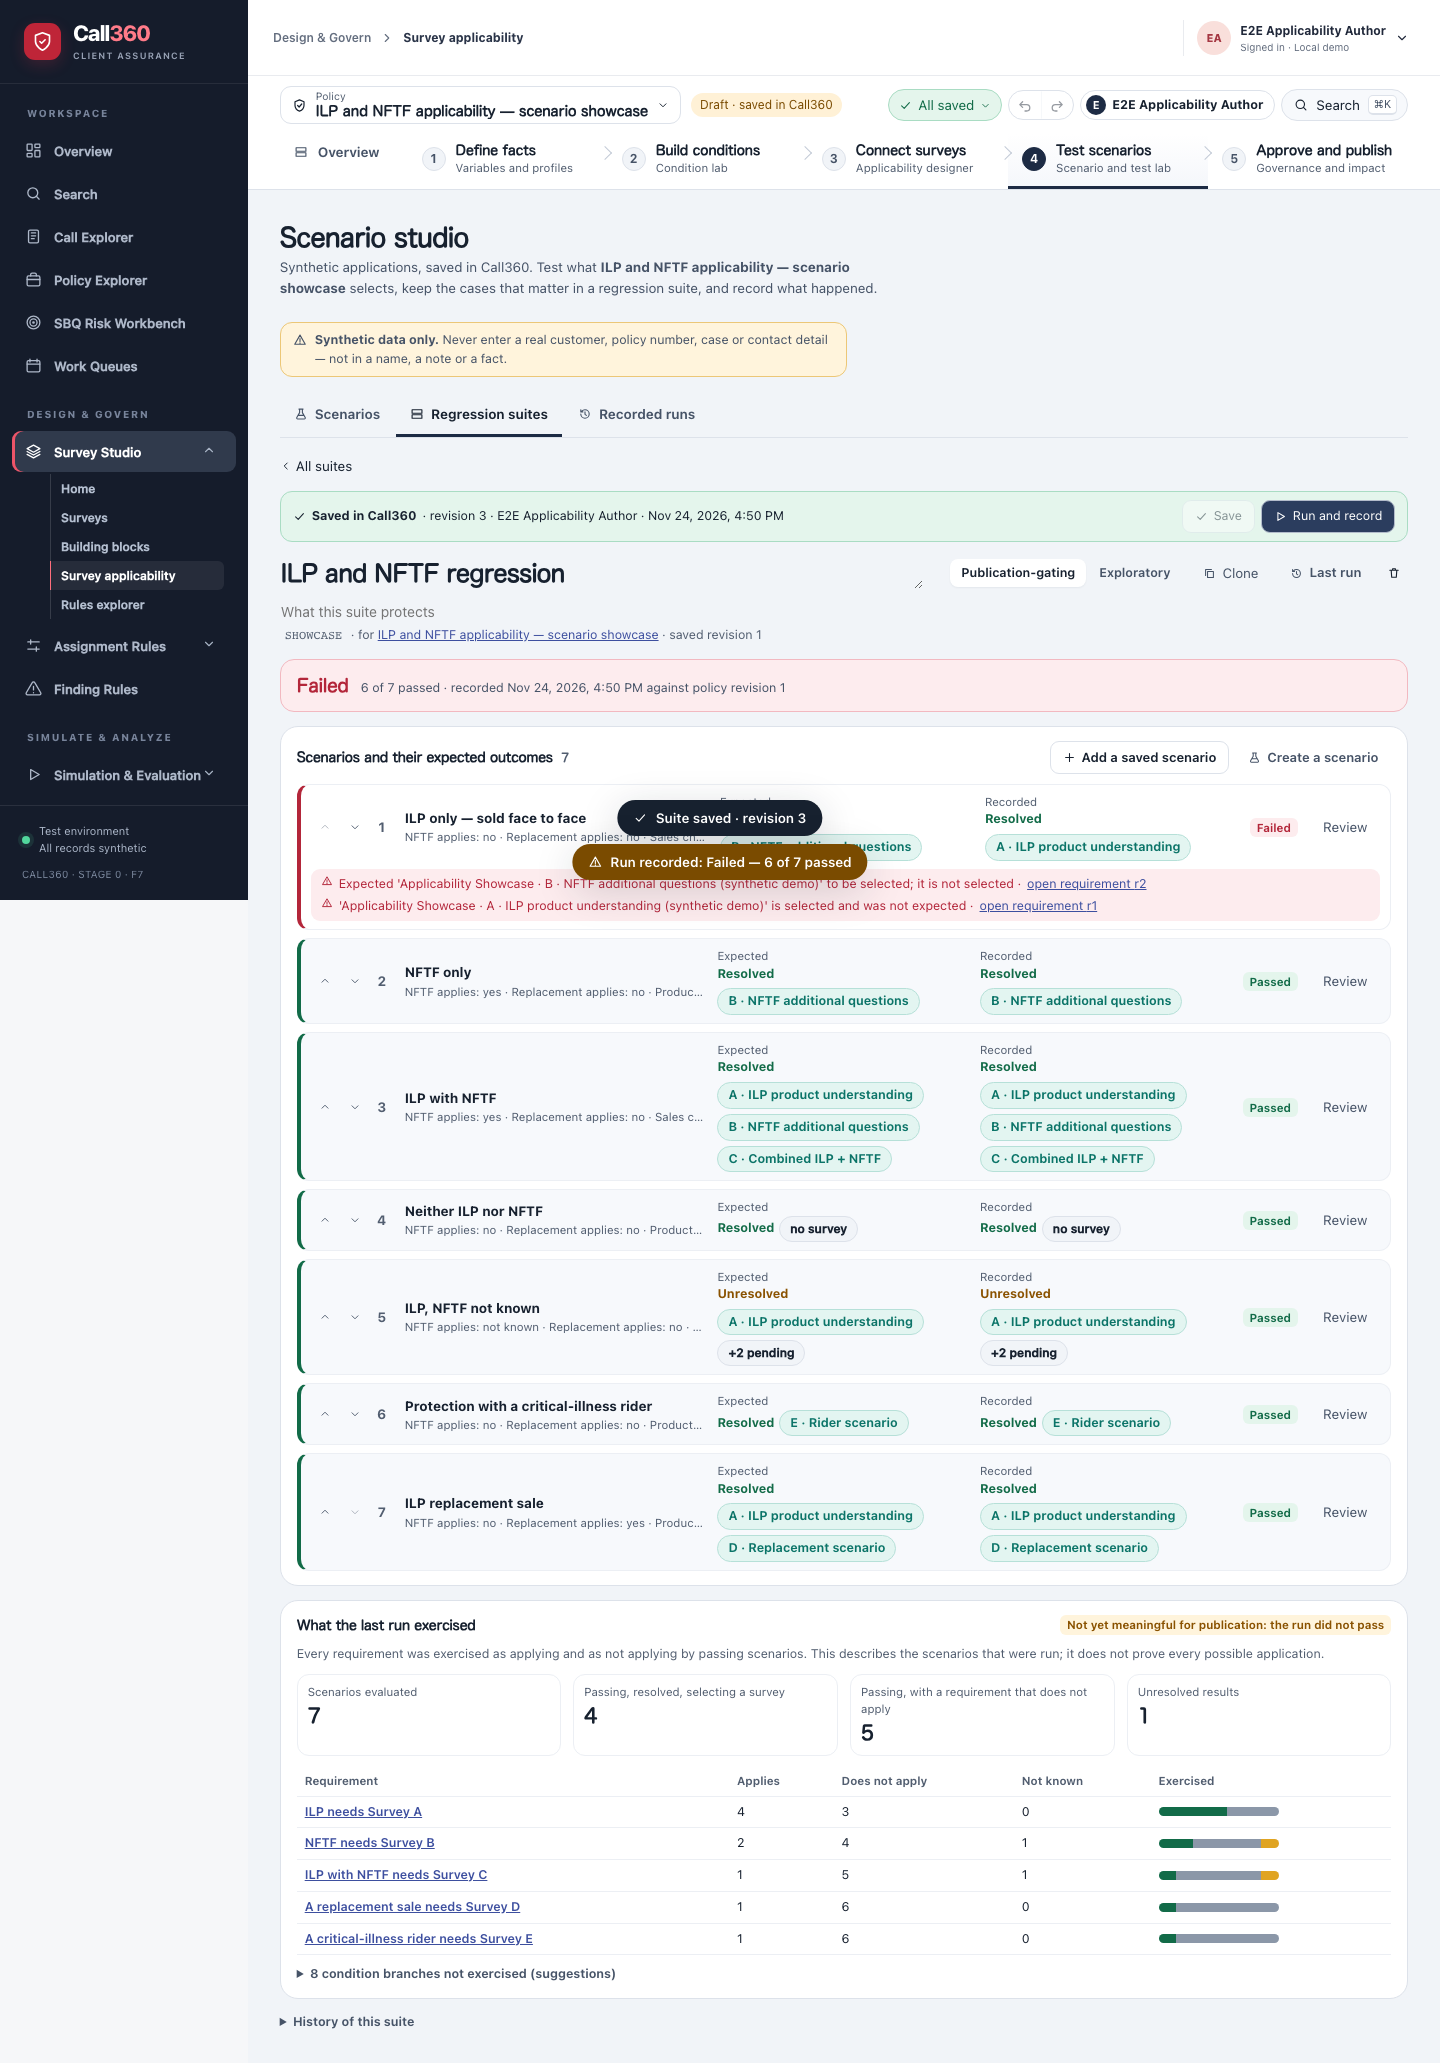 Call360
CLIENT ASSURANCE
WORKSPACE
Overview
Search
Call Explorer
Policy Explorer
SBQ Risk Workbench
Work Queues
DESIGN & GOVERN
Survey Studio
Home
Surveys
Building blocks
Survey applicability
Rules explorer
Assignment Rules
Finding Rules
SIMULATE & ANALYZE
Simulation & Evaluation
Test environment
All records synthetic
CALL360 · STAGE 0 · F7
Design & Govern > Survey applicability
EA
E2E Applicability Author
Signed in · Local demo
Policy
ILP and NFTF applicability — scenario showcase
Draft · saved in Call360
All saved
E E2E Applicability Author
Search ⌘K
Overview
1 Define facts
Variables and profiles
2 Build conditions
Condition lab
3 Connect surveys
Applicability designer
4 Test scenarios
Scenario and test lab
5 Approve and publish
Governance and impact
Scenario studio
Synthetic applications, saved in Call360. Test what ILP and NFTF applicability — scenario
showcase selects, keep the cases that matter in a regression suite, and record what happened.
Synthetic data only. Never enter a real customer, policy number, case or contact detail
— not in a name, a note or a fact.
Scenarios
Regression suites
Recorded runs
All suites
Saved in Call360 · revision 3 · E2E Applicability Author · Nov 24, 2026, 4:50 PM
Save
Run and record
ILP and NFTF regression
Publication-gating
Exploratory
Clone
Last run
What this suite protects
SHOWCASE · for ILP and NFTF applicability — scenario showcase · saved revision 1
Failed 6 of 7 passed · recorded Nov 24, 2026, 4:50 PM against policy revision 1
Scenarios and their expected outcomes 7
Add a saved scenario
Create a scenario
1
ILP only — sold face to face
NFTF applies: no · Replacement applies: no · Sales ch...
Suite saved · revision 3
Run recorded: Failed — 6 of 7 passed
Recorded
Resolved
A · ILP product understanding
Failed
Review
Expected 'Applicability Showcase · B · NFTF additional questions (synthetic demo)' to be selected; it is not selected · open requirement r2
'Applicability Showcase · A · ILP product understanding (synthetic demo)' is selected and was not expected · open requirement r1
2
NFTF only
NFTF applies: yes · Replacement applies: no · Produc...
Expected
Resolved
B · NFTF additional questions
Recorded
Resolved
B · NFTF additional questions
Passed
Review
3
ILP with NFTF
NFTF applies: yes · Replacement applies: no · Sales c...
Expected
Resolved
A · ILP product understanding
B · NFTF additional questions
C · Combined ILP + NFTF
Recorded
Resolved
A · ILP product understanding
B · NFTF additional questions
C · Combined ILP + NFTF
Passed
Review
4
Neither ILP nor NFTF
NFTF applies: no · Replacement applies: no · Product...
Expected
Resolved no survey
Recorded
Resolved no survey
Passed
Review
5
ILP, NFTF not known
NFTF applies: not known · Replacement applies: no · ...
Expected
Unresolved
A · ILP product understanding
+2 pending
Recorded
Unresolved
A · ILP product understanding
+2 pending
Passed
Review
6
Protection with a critical-illness rider
NFTF applies: no · Replacement applies: no · Product...
Expected
Resolved E · Rider scenario
Recorded
Resolved E · Rider scenario
Passed
Review
7
ILP replacement sale
NFTF applies: no · Replacement applies: yes · Produc...
Expected
Resolved
A · ILP product understanding
D · Replacement scenario
Recorded
Resolved
A · ILP product understanding
D · Replacement scenario
Passed
Review
What the last run exercised
Not yet meaningful for publication: the run did not pass
Every requirement was exercised as applying and as not applying by passing scenarios. This describes the scenarios that were run; it does not prove every possible application.
Scenarios evaluated
7
Passing, resolved, selecting a survey
4
Passing, with a requirement that does not
apply
5
Unresolved results
1
Requirement Applies Does not apply Not known Exercised
ILP needs Survey A 4 3 0
NFTF needs Survey B 2 4 1
ILP with NFTF needs Survey C 1 5 1
A replacement sale needs Survey D 1 6 0
A critical-illness rider needs Survey E 1 6 0
8 condition branches not exercised (suggestions)
History of this suite